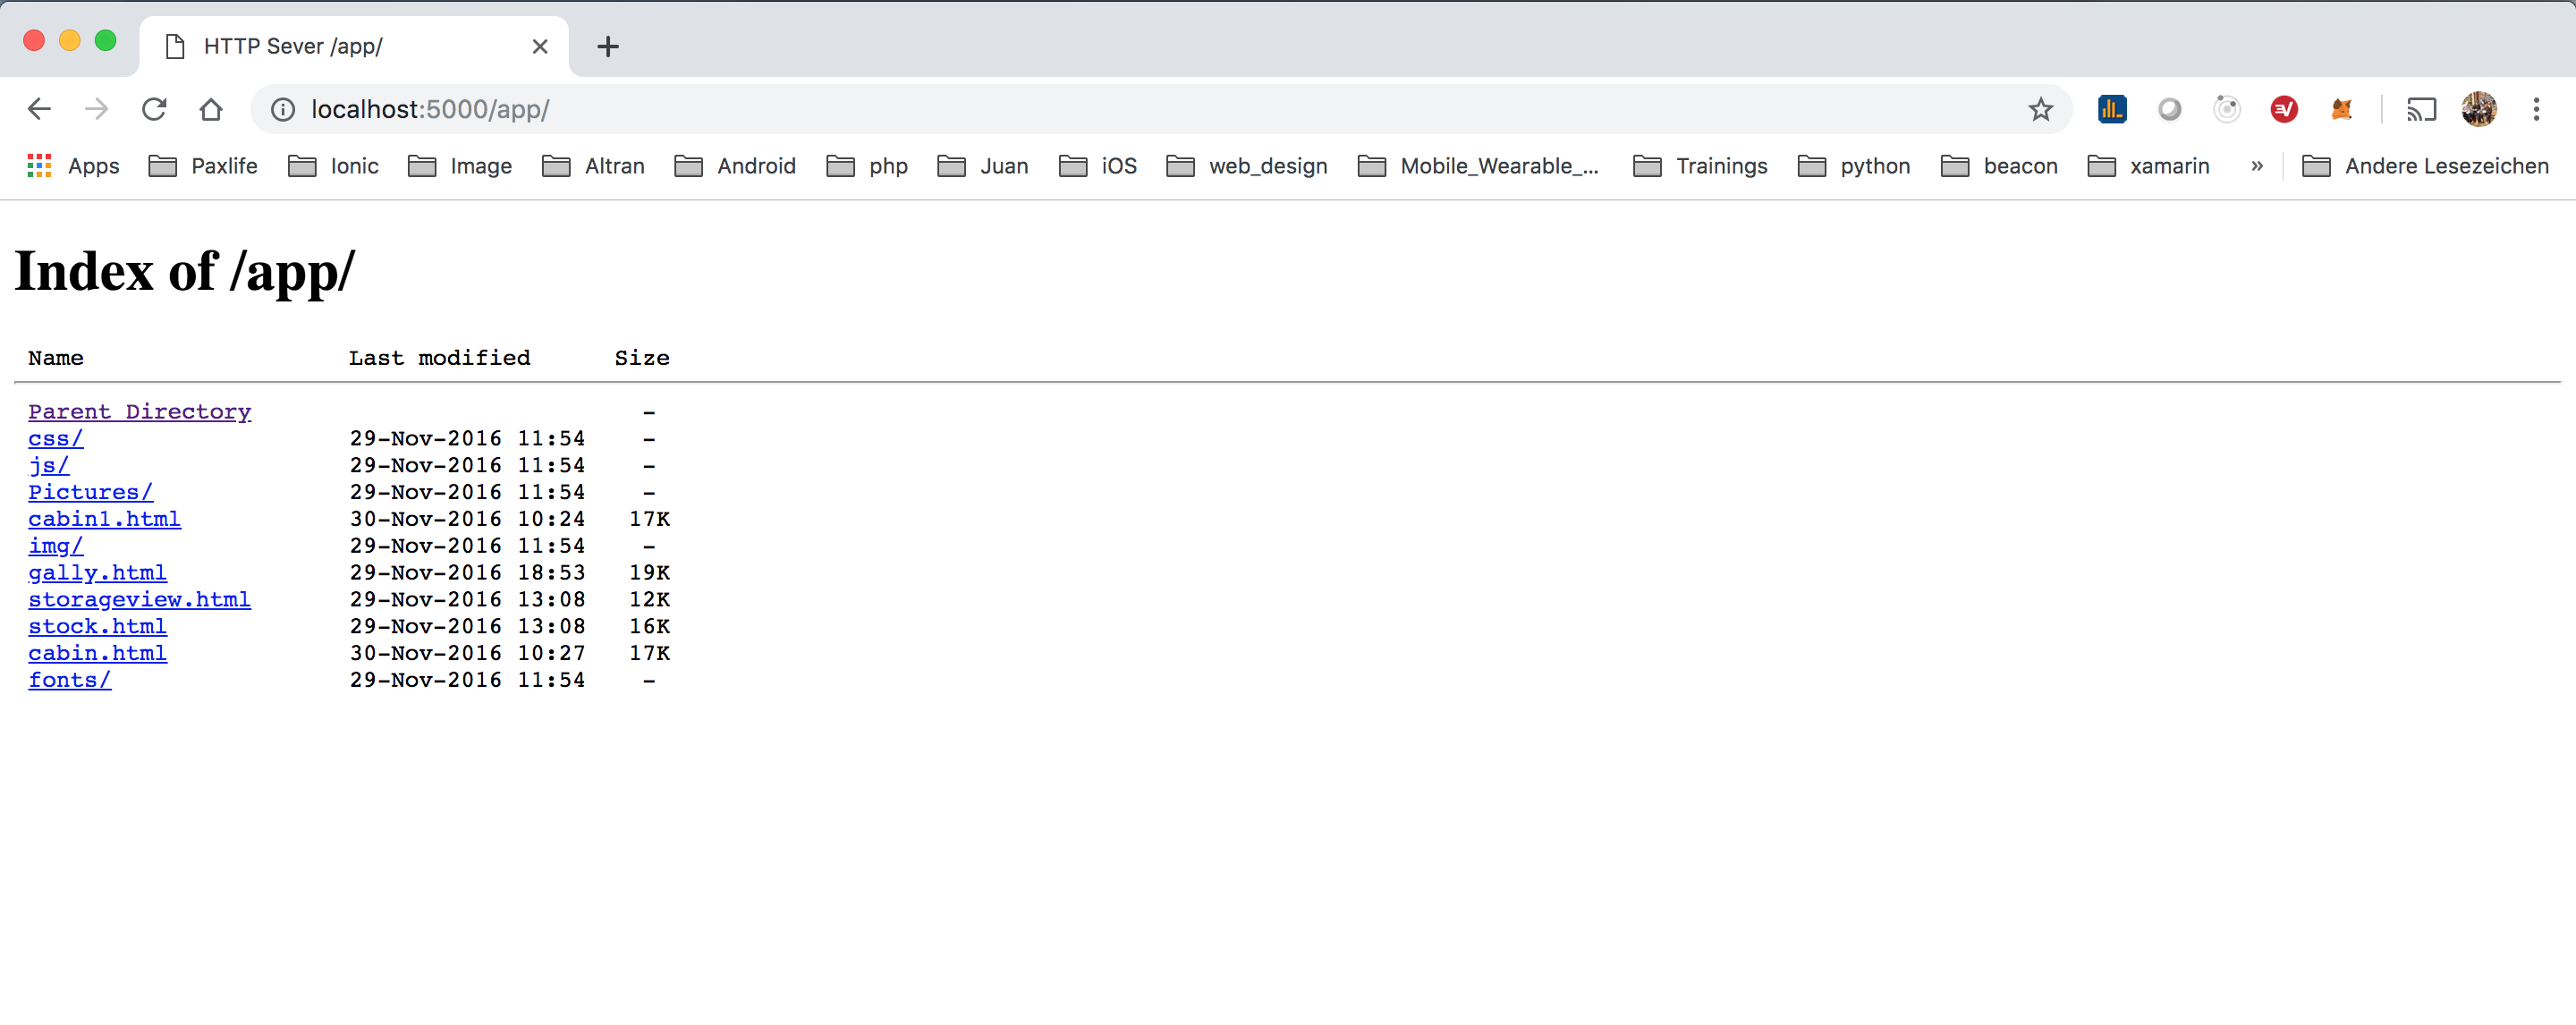 HTTP Sever /app/
localhost:5000/app/
Apps Paxlife Ionic Image Altran Android php Juan iOS web_design Mobile_Wearable_... Trainings python beacon xamarin » Andere Lesezeichen
Index of /app/
Name Last modified Size
Parent Directory -
css/ 29-Nov-2016 11:54 -
js/ 29-Nov-2016 11:54 -
Pictures/ 29-Nov-2016 11:54 -
cabin1.html 30-Nov-2016 10:24 17K
img/ 29-Nov-2016 11:54 -
gally.html 29-Nov-2016 18:53 19K
storageview.html 29-Nov-2016 13:08 12K
stock.html 29-Nov-2016 13:08 16K
cabin.html 30-Nov-2016 10:27 17K
fonts/ 29-Nov-2016 11:54 -